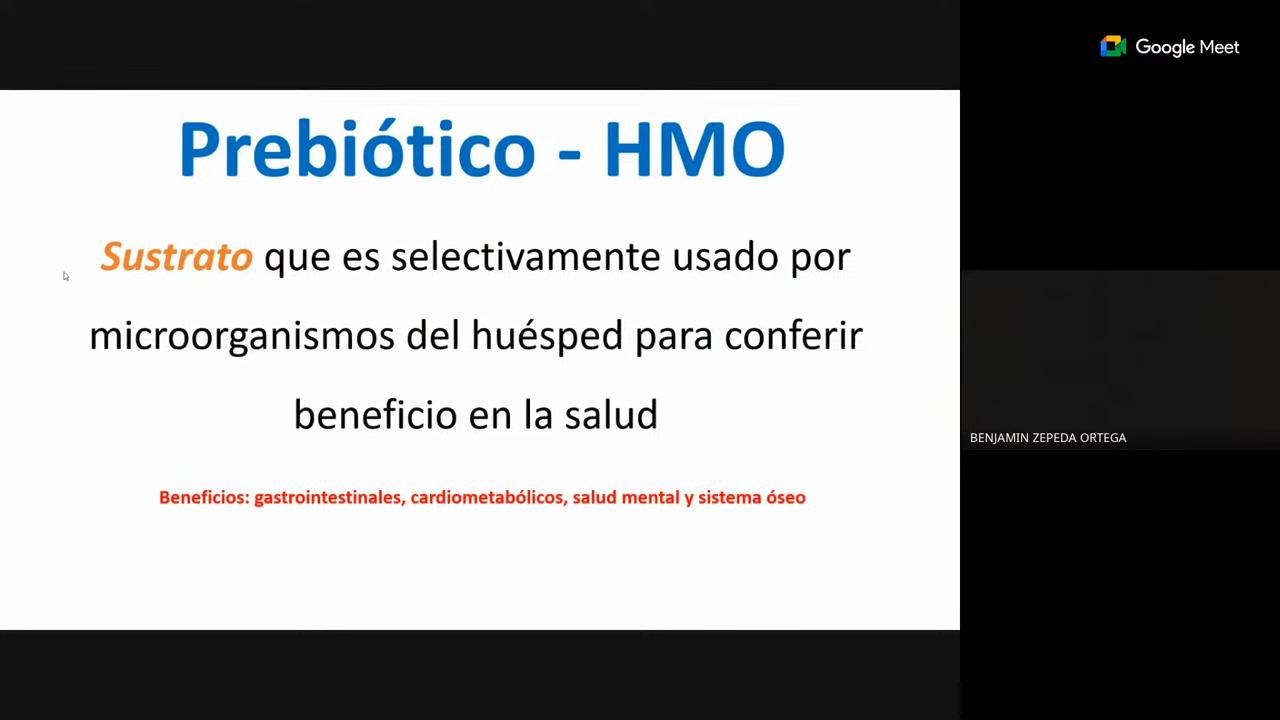 Google Meet
Prebiótico - HMO
Sustrato que es selectivamente usado por
microorganismos del huésped para conferir
beneficio en la salud
BENJAMIN ZEPEDA ORTEGA
Beneficios: gastrointestinales, cardiometabólicos, salud mental y sistema óseo